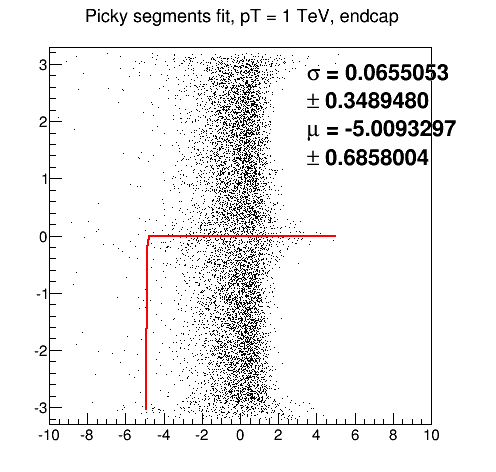 Picky segments fit, pT = 1 TeV, endcap
σ = 0.0655053
± 0.3489480
μ = -5.0093297
± 0.6858004
3
2
1
0
-1
-2
-3
-10 -8 -6 -4 -2 0 2 4 6 8 10